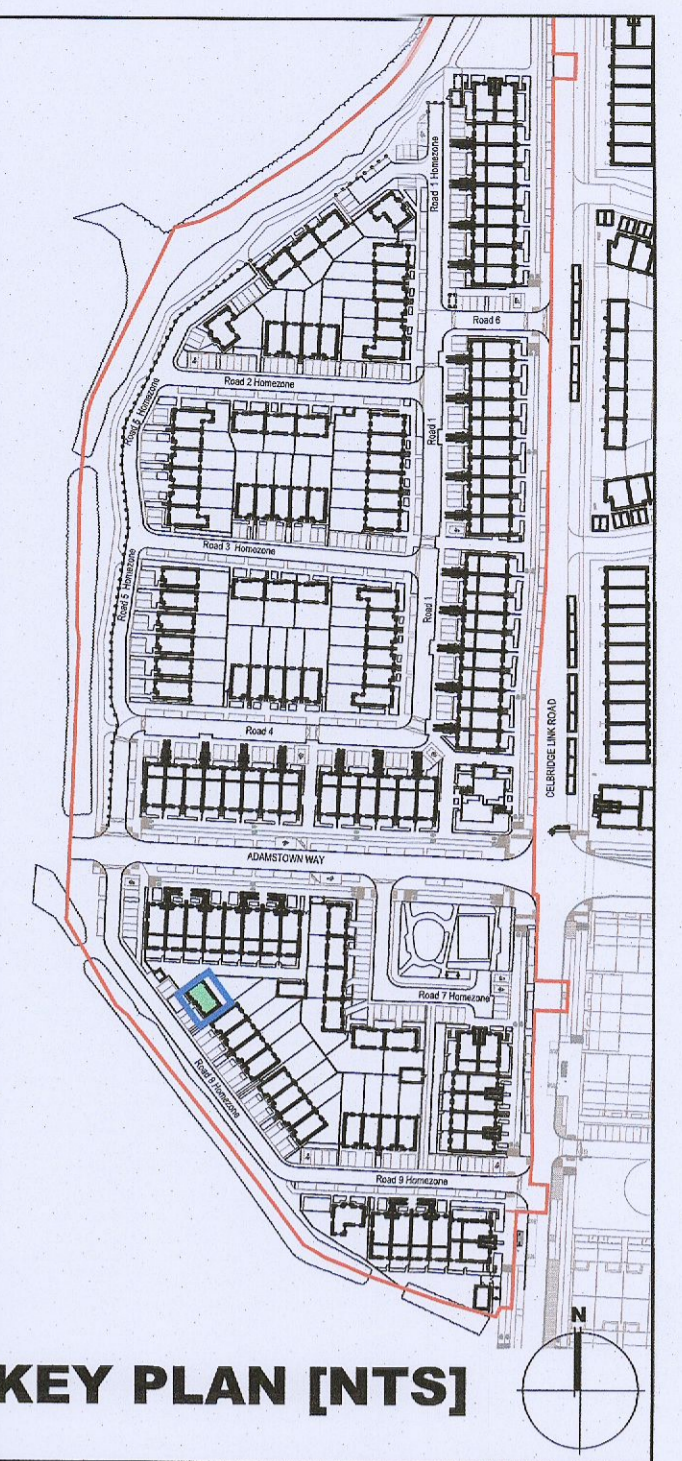 Road 1 Homezone
Road 6
Road 2 Homezone
Road 5 Homezone
Road 1
Road 3 Homezone
Road 5 Homezone
Road 1
Road 4
CELBRIDGE LINK ROAD
ADAMSTOWN WAY
Road 7 Homezone
Road 8 Homezone
Road 9 Homezone
N
KEY PLAN [NTS]